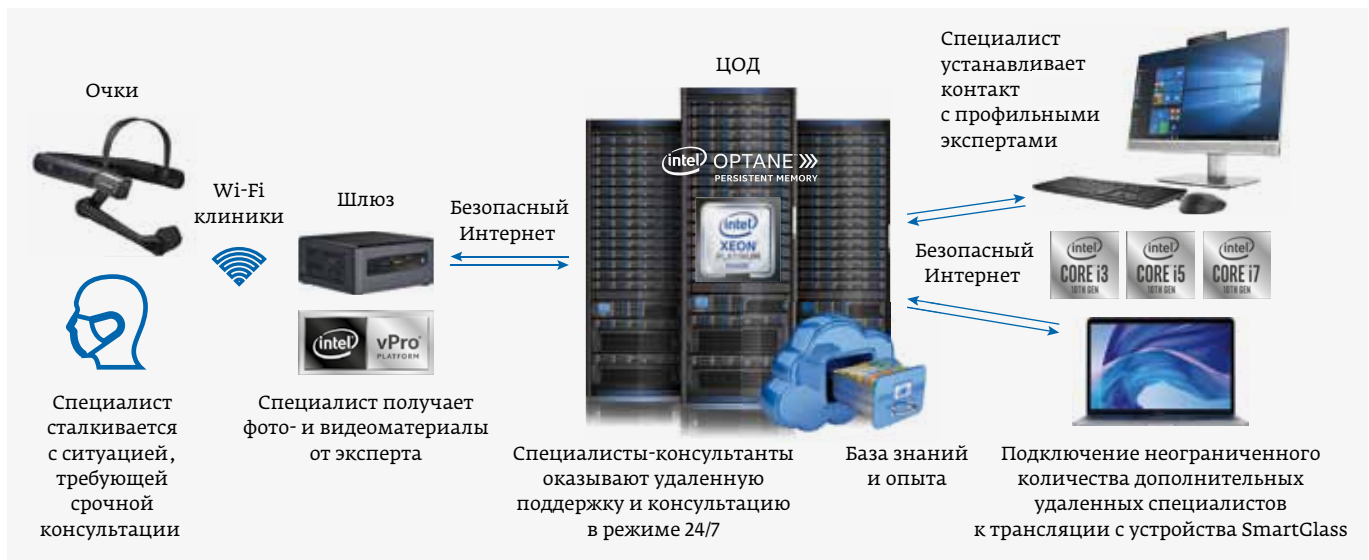 Очки
Wi-Fi
клиники
Специалист
сталкивается
с ситуацией,
требующей
срочной
консультации
Шлюз
intel vPro
PLATFORM
Специалист получает
фото- и видеоматериалы
от эксперта
Безопасный
Интернет
ЦОД
intel OPTANE
PERSISTENT MEMORY
intel
XEON
PLATINUM
Специалисты-консультанты
оказывают удаленную
поддержку и консультацию
в режиме 24/7
База знаний
и опыта
Специалист
устанавливает
контакт
с профильными
экспертами
Безопасный
Интернет
intel
CORE i3
10TH GEN
intel
CORE i5
10TH GEN
intel
CORE i7
10TH GEN
Подключение неограниченного
количества дополнительных
удаленных специалистов
к трансляции с устройства SmartGlass